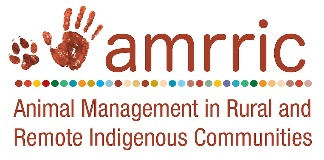 amrric
Animal Management in Rural and
Remote Indigenous Communities